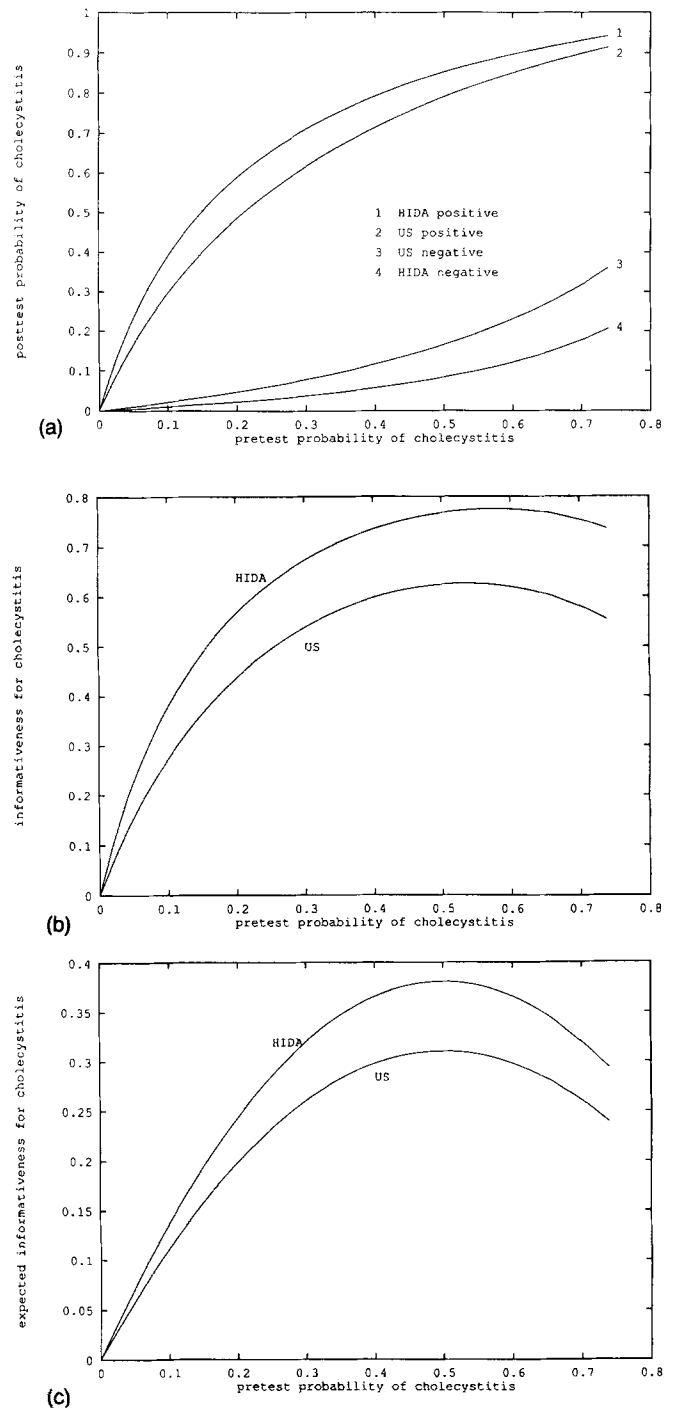 1
0.9
0.8
0.7
0.6
0.5
0.4
0.3
0.2
0.1
0
posttest probability of cholecystitis
1
2
1 HIDA positive
2 US positive
3 US negative
4 HIDA negative
3
4
0 0.1 0.2 0.3 0.4 0.5 0.6 0.7 0.8
pretest probability of cholecystitis
(a)
0.8
0.7
0.6
0.5
0.4
0.3
0.2
0.1
0
informativeness for cholecystitis
HIDA
US
0 0.1 0.2 0.3 0.4 0.5 0.6 0.7 0.8
pretest probability of cholecystitis
(b)
0.4
0.35
0.3
0.25
0.2
0.15
0.1
0.05
0
expected informativeness for cholecystitis
HIDA
US
0 0.1 0.2 0.3 0.4 0.5 0.6 0.7 0.8
pretest probability of cholecystitis
(c)